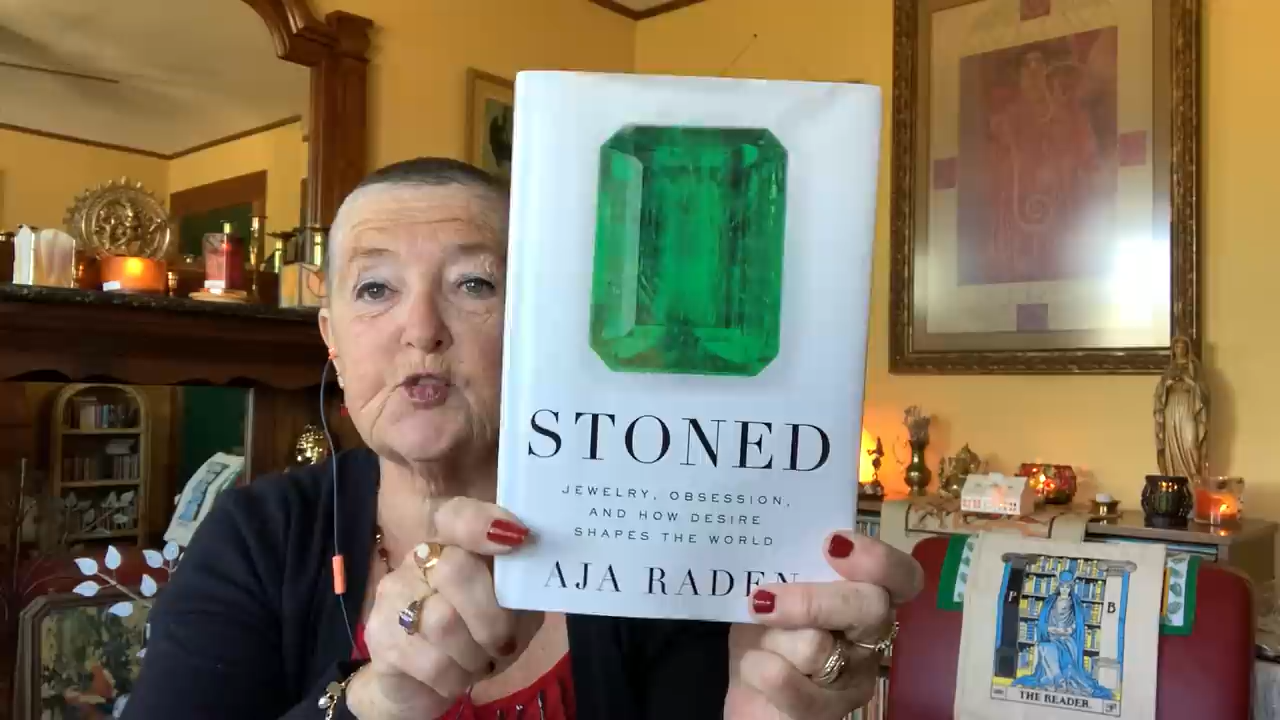 STONED
JEWELRY, OBSESSION,
AND HOW DESIRE
SHAPES THE WORLD
AJA RADEN
P B
THE READER.